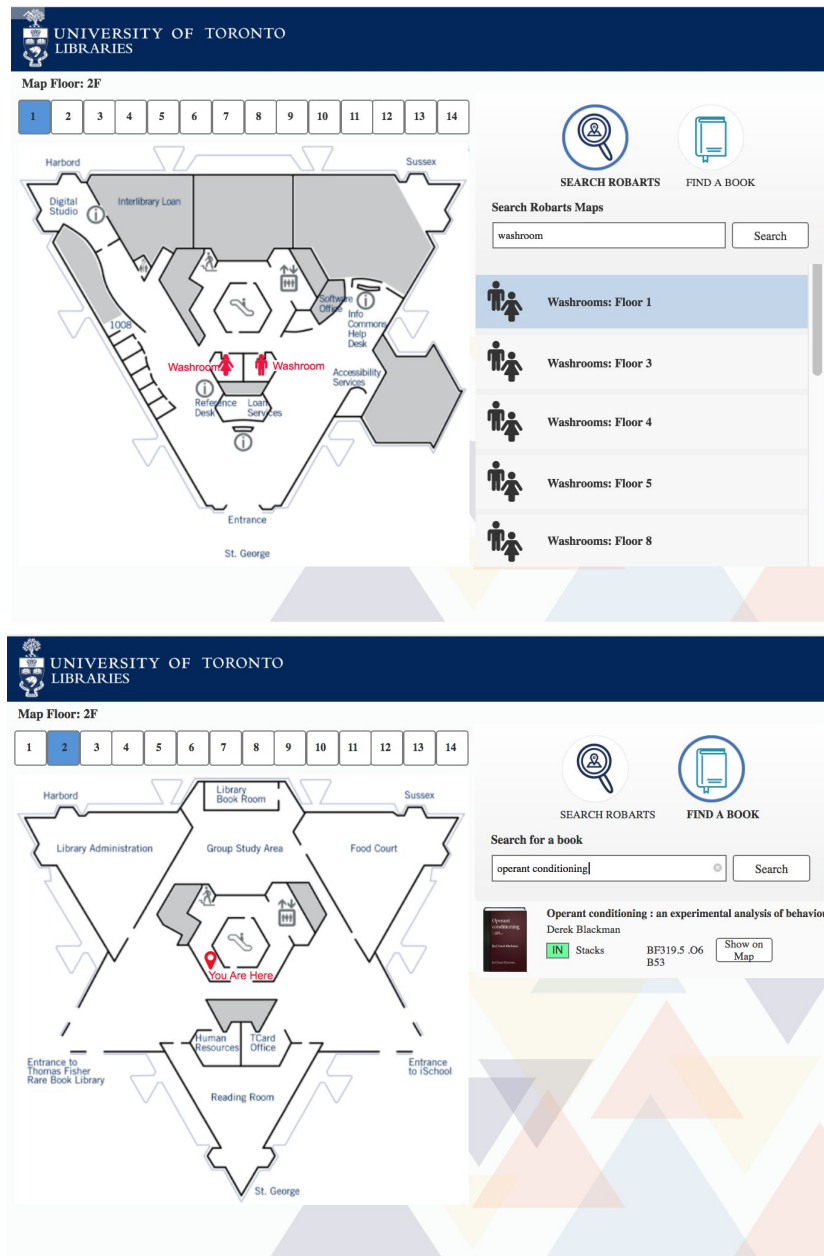 UNIVERSITY OF TORONTO
LIBRARIES
Map Floor: 2F
1 2 3 4 5 6 7 8 9 10 11 12 13 14
Harbord
Sussex
Digital
Studio
Interlibrary Loan
Software
Office
Info
Commons
Help
Desk
1008
Washroom
Washroom
Accessibility
Services
Reference
Desk
Loan
Services
Entrance
St. George
SEARCH ROBARTS
FIND A BOOK
Search Robarts Maps
washroom
Search
Washrooms: Floor 1
Washrooms: Floor 3
Washrooms: Floor 4
Washrooms: Floor 5
Washrooms: Floor 8
UNIVERSITY OF TORONTO
LIBRARIES
Map Floor: 2F
1 2 3 4 5 6 7 8 9 10 11 12 13 14
Harbord
Library
Book Room
Sussex
Library Administration
Group Study Area
Food Court
You Are Here
Human
Resources
TCard
Office
Entrance to
Thomas Fisher
Rare Book Library
Entrance
to iSchool
Reading Room
St. George
SEARCH ROBARTS
FIND A BOOK
Search for a book
operant conditioning
Search
Operant
conditioning
: an...
Operant conditioning : an experimental analysis of behaviou
Derek Blackman
IN Stacks
BF319.5 .O6
B53
Show on
Map